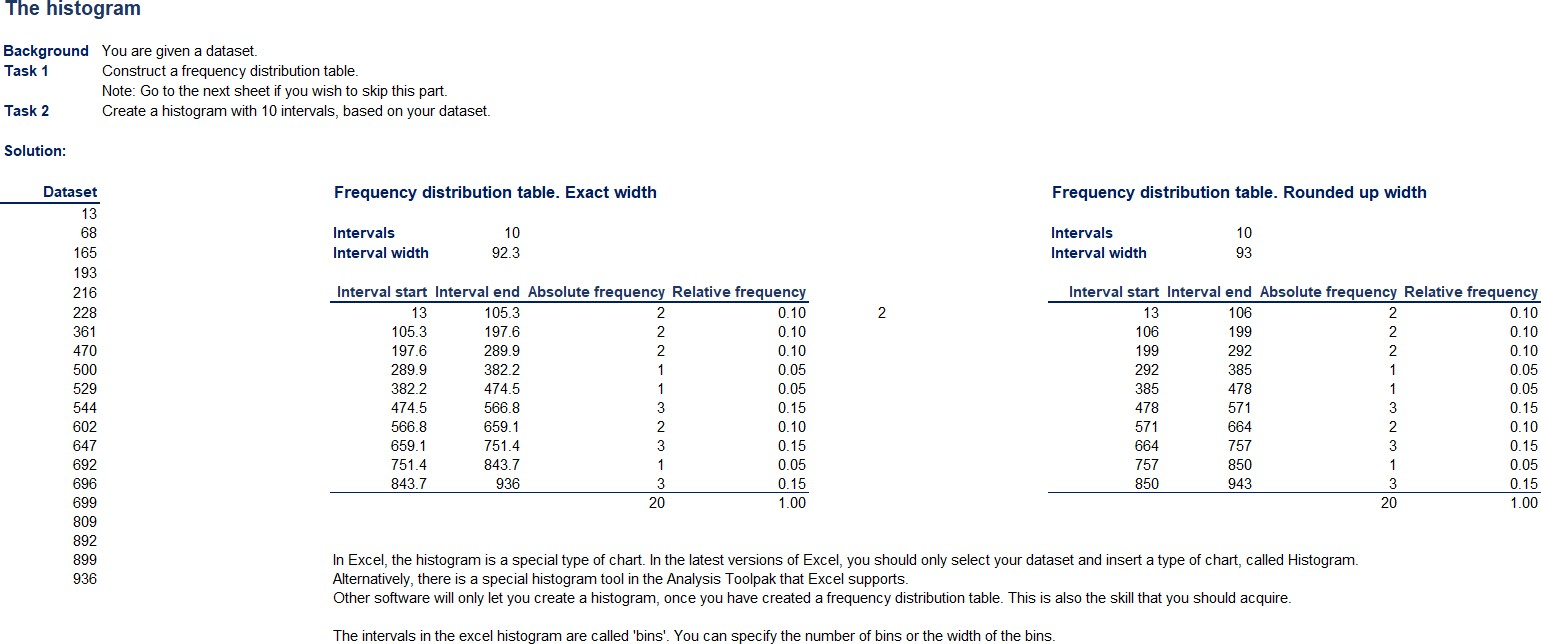 The histogram
Background You are given a dataset.
Task 1 Construct a frequency distribution table.
Note: Go to the next sheet if you wish to skip this part.
Task 2 Create a histogram with 10 intervals, based on your dataset.
Solution:
Dataset
13
68
165
193
216
228
361
470
500
529
544
602
647
692
696
699
809
892
899
936
Frequency distribution table. Exact width
Intervals 10
Interval width 92.3
Interval start Interval end Absolute frequency Relative frequency
13 105.3 2 0.10
105.3 197.6 2 0.10
197.6 289.9 2 0.10
289.9 382.2 1 0.05
382.2 474.5 1 0.05
474.5 566.8 3 0.15
566.8 659.1 2 0.10
659.1 751.4 3 0.15
751.4 843.7 1 0.05
843.7 936 3 0.15
20 1.00
2
Frequency distribution table. Rounded up width
Intervals 10
Interval width 93
Interval start Interval end Absolute frequency Relative frequency
13 106 2 0.10
106 199 2 0.10
199 292 2 0.10
292 385 1 0.05
385 478 1 0.05
478 571 3 0.15
571 664 2 0.10
664 757 3 0.15
757 850 1 0.05
850 943 3 0.15
20 1.00
In Excel, the histogram is a special type of chart. In the latest versions of Excel, you should only select your dataset and insert a type of chart, called Histogram.
Alternatively, there is a special histogram tool in the Analysis Toolpak that Excel supports.
Other software will only let you create a histogram, once you have created a frequency distribution table. This is also the skill that you should acquire.
The intervals in the excel histogram are called 'bins'. You can specify the number of bins or the width of the bins.